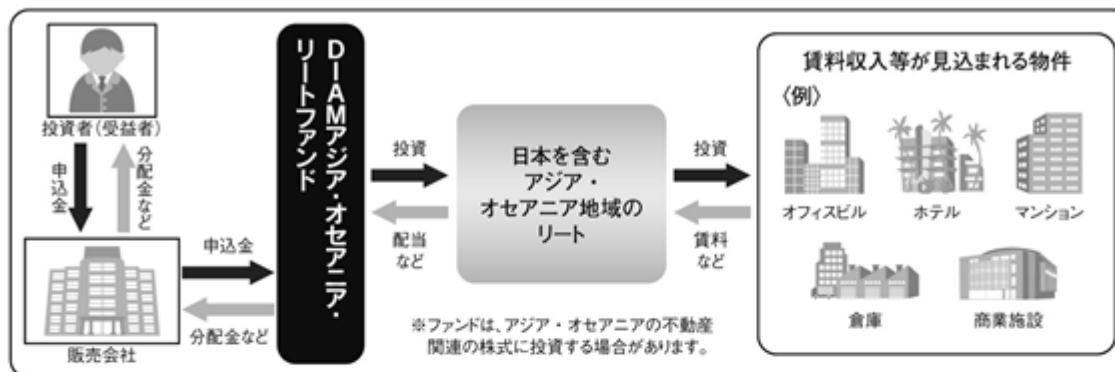 投資者(受益者)
申込金
分配金など
販売会社
申込金
分配金など
DIAMアジア・オセアニア・
リートファンド
投資
配当
など
日本を含む
アジア・
オセアニア地域の
リート
※ファンドは、アジア・オセアニアの不動産
関連の株式に投資する場合があります。
投資
賃料
など
賃料収入等が見込まれる物件
〈例〉
オフィスビル
ホテル
マンション
倉庫
商業施設